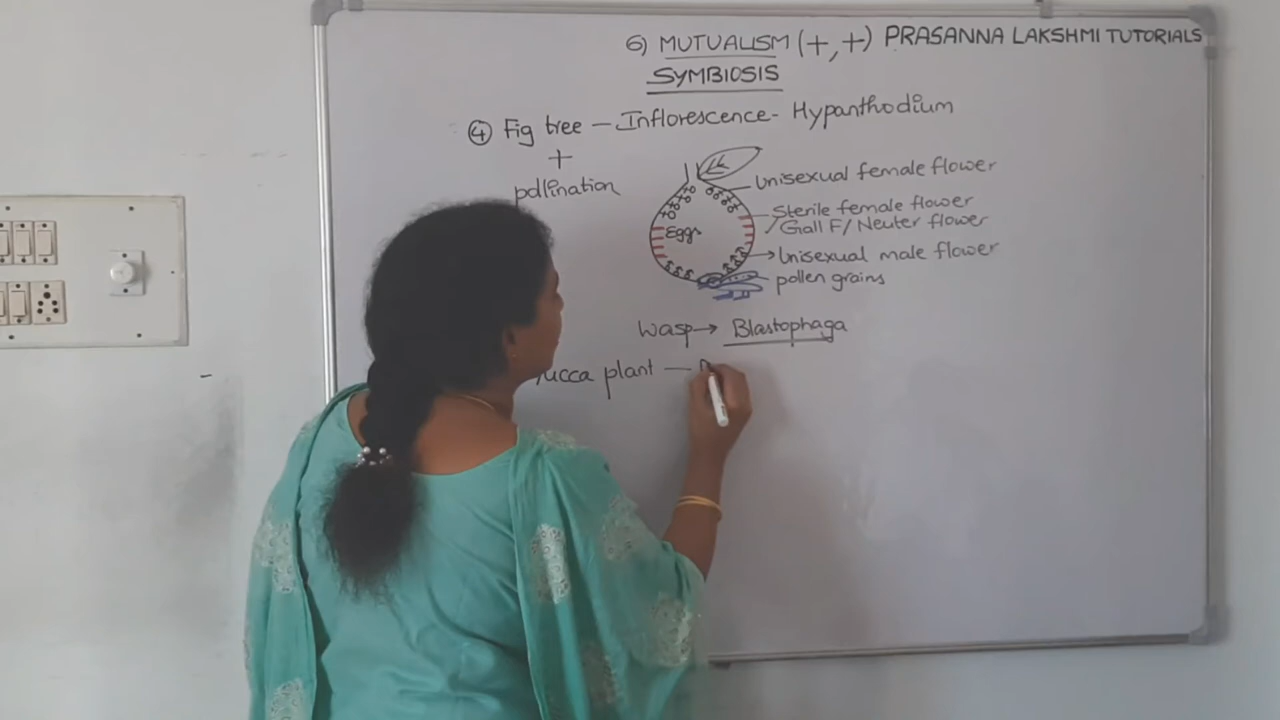 6) MUTUALISM (+,+) PRASANNA LAKSHMI TUTORIALS
SYMBIOSIS
④ Fig tree — Inflorescence - Hypanthodium
+
pollination
Unisexual female flower
Sterile female flower
/Gall F/ Neuter flower
Eggs
→ Unisexual male flower
pollen grains
Wasp → Blastophaga
Yucca plant —